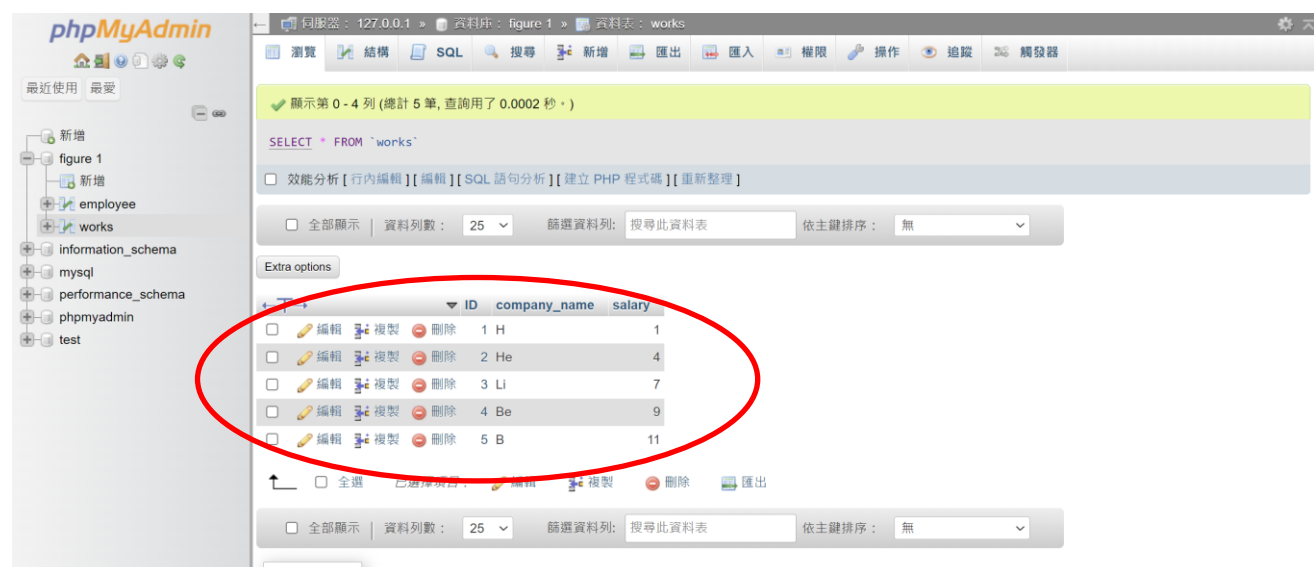 phpMyAdmin
最近使用 最愛
新增
figure 1
新增
employee
works
information_schema
mysql
performance_schema
phpmyadmin
test
伺服器： 127.0.0.1 » 資料庫： figure 1 » 資料表： works
瀏覽 結構 SQL 搜尋 新增 匯出 匯入 權限 操作 追蹤 觸發器
顯示第 0 - 4 列 (總計 5 筆, 查詢用了 0.0002 秒。)
SELECT * FROM `works`
效能分析 [ 行內編輯 ] [ 編輯 ] [ SQL 語句分析 ] [ 建立 PHP 程式碼 ] [ 重新整理 ]
全部顯示 | 資料列數： 25 篩選資料列: 搜尋此資料表 依主鍵排序： 無
Extra options
ID company_name salary
編輯 複製 刪除 1 H 1
編輯 複製 刪除 2 He 4
編輯 複製 刪除 3 Li 7
編輯 複製 刪除 4 Be 9
編輯 複製 刪除 5 B 11
全選 已選擇項目： 編輯 複製 刪除 匯出
全部顯示 | 資料列數： 25 篩選資料列: 搜尋此資料表 依主鍵排序： 無